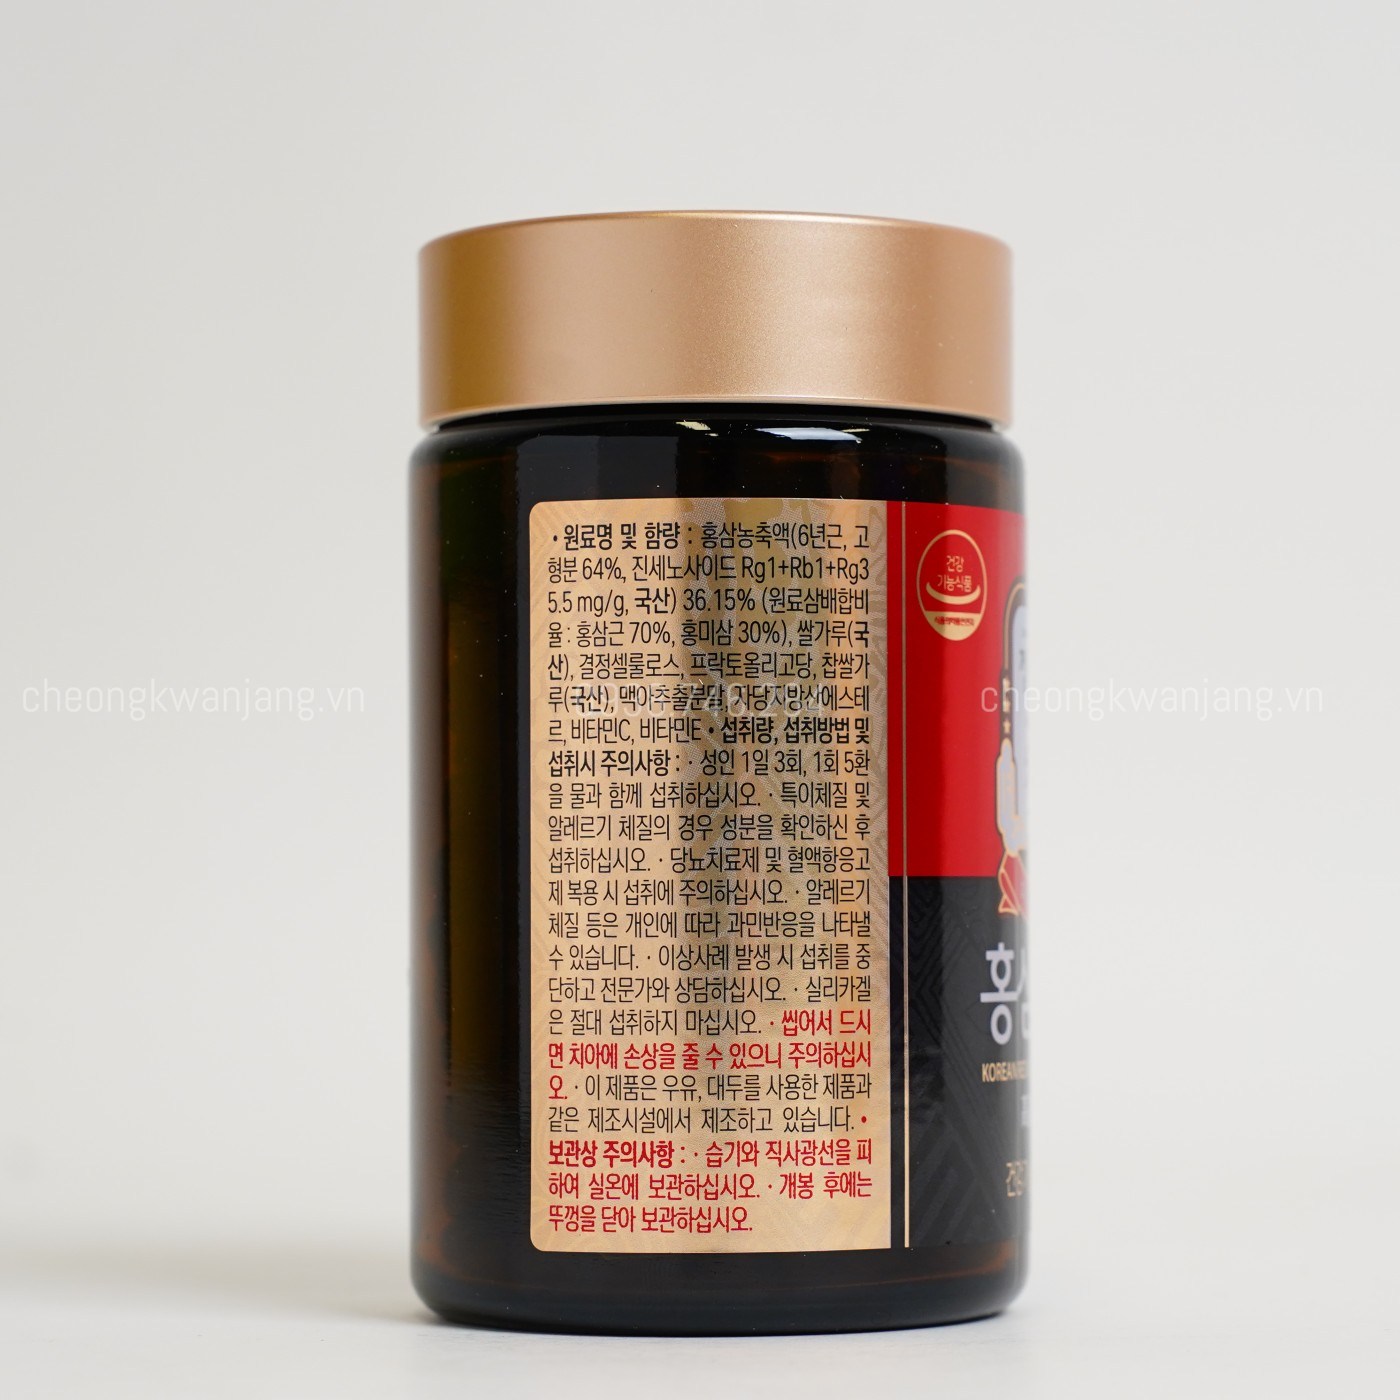 • 원료명 및 함량 : 홍삼농축액(6년근, 고
형분 64%, 진세노사이드 Rg1+Rb1+Rg3
5.5 mg/g, 국산) 36.15% (원료삼배합비
율 : 홍삼근 70%, 홍미삼 30%), 쌀가루(국
산), 결정셀룰로스, 프락토올리고당, 찹쌀가
루(국산), 맥아추출분말, 자당지방산에스테
르, 비타민C, 비타민E • 섭취량, 섭취방법 및
섭취시 주의사항 : · 성인 1일 3회, 1회 5환
을 물과 함께 섭취하십시오. · 특이체질 및
알레르기 체질의 경우 성분을 확인하신 후
섭취하십시오. · 당뇨치료제 및 혈액항응고
제 복용 시 섭취에 주의하십시오. · 알레르기
체질 등은 개인에 따라 과민반응을 나타낼
수 있습니다. · 이상사례 발생 시 섭취를 중
단하고 전문가와 상담하십시오. · 실리카겔
은 절대 섭취하지 마십시오. · 씹어서 드시
면 치아에 손상을 줄 수 있으니 주의하십시
오. · 이 제품은 우유, 대두를 사용한 제품과
같은 제조시설에서 제조하고 있습니다. •
보관상 주의사항 : · 습기와 직사광선을 피
하여 실온에 보관하십시오. · 개봉 후에는
뚜껑을 닫아 보관하십시오.
건강
기능식품
식품의약품안전처
홍삼
KOREAN RE
건강
cheongkwanjang.vn
cheongkwanjang.vn